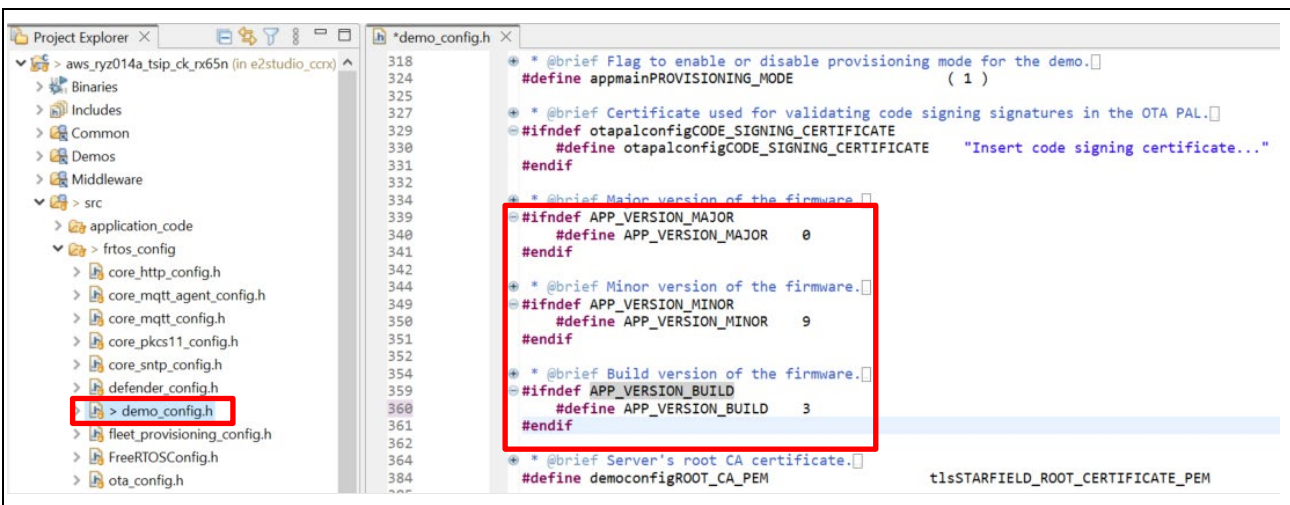 Project Explorer
> aws_ryz014a_tsip_ck_rx65n (in e2studio_ccrx)
> Binaries
> Includes
> Common
> Demos
> Middleware
> src
> application_code
> frtos_config
> core_http_config.h
> core_mqtt_agent_config.h
> core_mqtt_config.h
> core_pkcs11_config.h
> core_sntp_config.h
> defender_config.h
> demo_config.h
> fleet_provisioning_config.h
> FreeRTOSConfig.h
> ota_config.h
*demo_config.h
318 * @brief Flag to enable or disable provisioning mode for the demo.
324 #define appmainPROVISIONING_MODE ( 1 )
325
327 * @brief Certificate used for validating code signing signatures in the OTA PAL.
329 #ifndef otapalconfigCODE_SIGNING_CERTIFICATE
330 #define otapalconfigCODE_SIGNING_CERTIFICATE "Insert code signing certificate..."
331 #endif
332
334 * @brief Major version of the firmware.
339 #ifndef APP_VERSION_MAJOR
340 #define APP_VERSION_MAJOR 0
341 #endif
342
344 * @brief Minor version of the firmware.
349 #ifndef APP_VERSION_MINOR
350 #define APP_VERSION_MINOR 9
351 #endif
352
354 * @brief Build version of the firmware.
359 #ifndef APP_VERSION_BUILD
360 #define APP_VERSION_BUILD 3
361 #endif
362
364 * @brief Server's root CA certificate.
384 #define democonfigROOT_CA_PEM tlsSTARFIELD_ROOT_CERTIFICATE_PEM